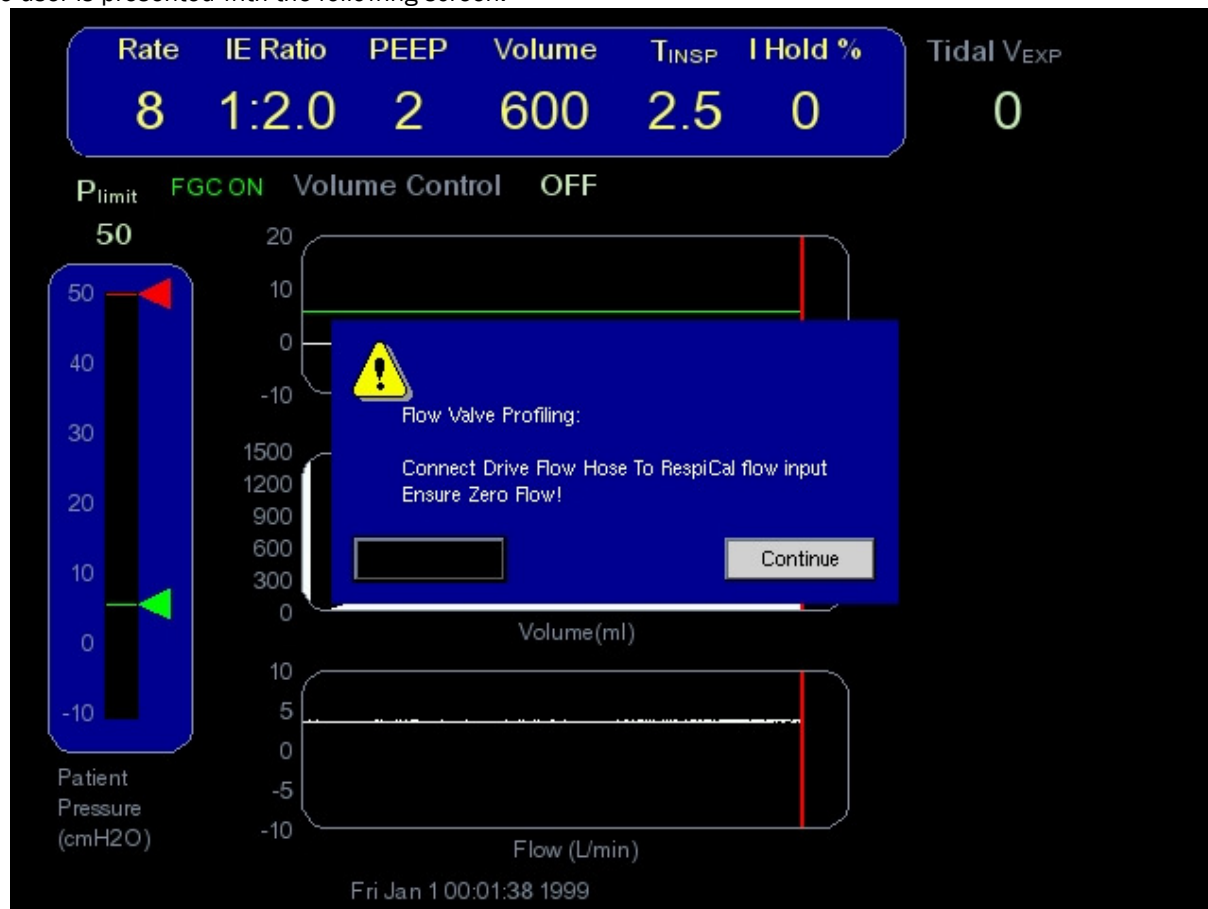 Rate IE Ratio PEEP Volume TINSP I Hold % Tidal VEXP
8 1:2.0 2 600 2.5 0 0
Plimit FGC ON Volume Control OFF
50
20
10
0
-10
50
40
30
20
10
0
-10
Flow Valve Profiling:
Connect Drive Flow Hose To RespiCal flow input
Ensure Zero Flow!
Continue
1500
1200
900
600
300
0
Volume(ml)
10
5
0
-5
-10
Flow (L/min)
Patient
Pressure
(cmH2O)
Fri Jan 1 00:01:38 1999